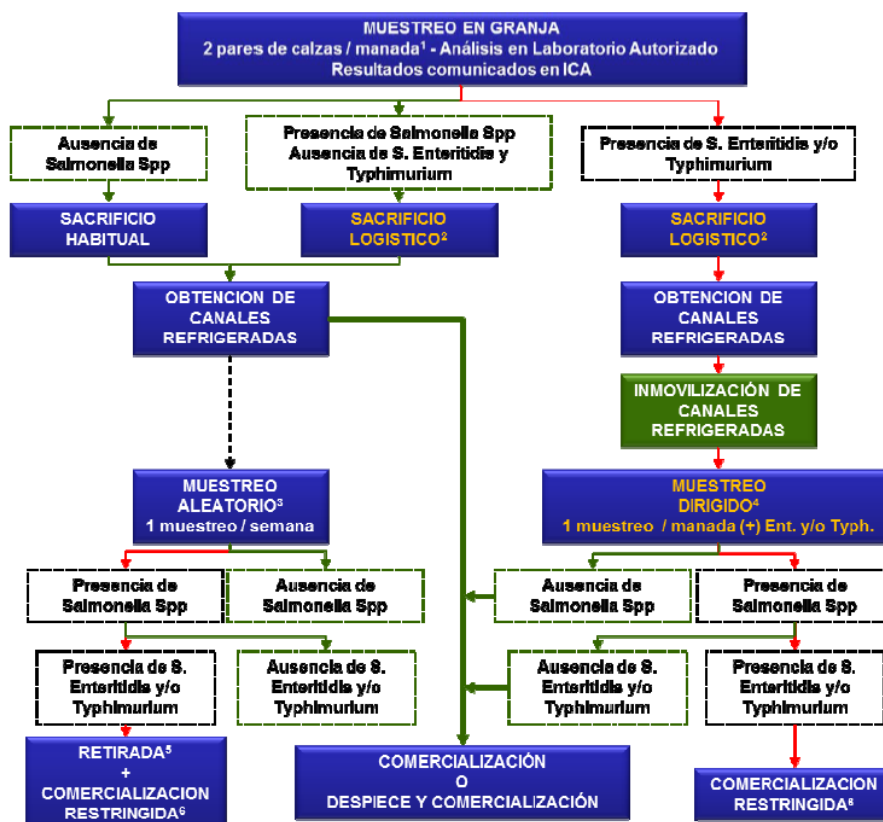 MUESTREO EN GRANJA
2 pares de calzas / manada¹ - Análisis en Laboratorio Autorizado
Resultados comunicados en ICA
Ausencia de
Salmonella Spp
Presencia de Salmonella Spp
Ausencia de S. Enteritidis y
Typhimurium
Presencia de S. Enteritidis y/o
Typhimurium
SACRIFICIO
HABITUAL
SACRIFICIO
LOGISTICO²
SACRIFICIO
LOGISTICO²
OBTENCION DE
CANALES
REFRIGERADAS
OBTENCION DE
CANALES
REFRIGERADAS
INMOVILIZACIÓN DE
CANALES
REFRIGERADAS
MUESTREO
ALEATORIO³
1 muestreo / semana
MUESTREO
DIRIGIDO⁴
1 muestreo / manada (+) Ent. y/o Typh.
Presencia de
Salmonella Spp
Ausencia de
Salmonella Spp
Ausencia de
Salmonella Spp
Presencia de
Salmonella Spp
Presencia de S.
Enteritidis y/o
Typhimurium
Ausencia de S.
Enteritidis y/o
Typhimurium
Ausencia de S.
Enteritidis y/o
Typhimurium
Presencia de S.
Enteritidis y/o
Typhimurium
RETIRADA⁵
+
COMERCIALIZACION
RESTRINGIDA⁶
COMERCIALIZACIÓN
O
DESPIECE Y COMERCIALIZACIÓN
COMERCIALIZACION
RESTRINGIDA⁶